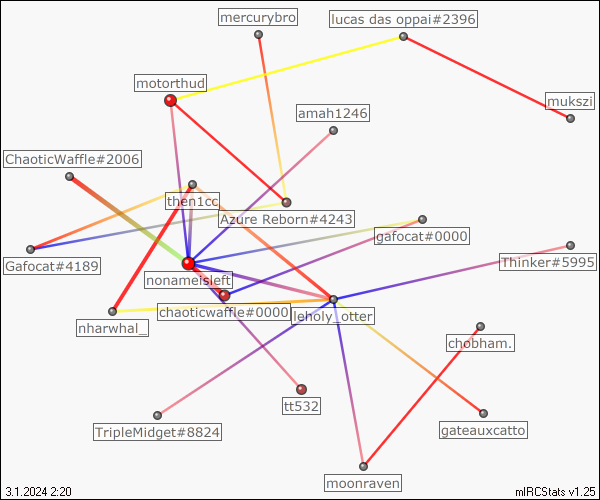 mercurybro
lucas das oppai#2396
motorthud
mukszi
amah1246
ChaoticWaffle#2006
then1cc
Azure Reborn#4243
gafocat#0000
Gafocat#4189
Thinker#5995
nonameisleft
chaoticwaffle#0000
leholy_otter
nharwhal_
chobham.
tt532
TripleMidget#8824
gateauxcatto
moonraven
3.1.2024 2:20
mIRCStats v1.25